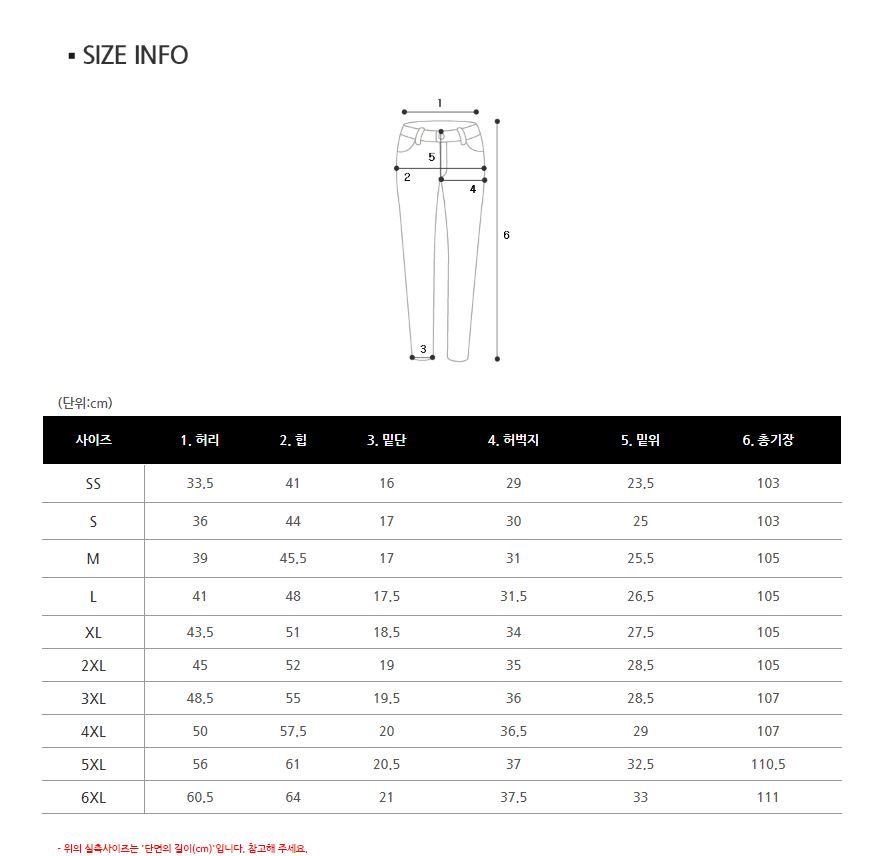 ▪ SIZE INFO
1
5
2
4
6
3
(단위:cm)
사이즈 1. 허리 2. 힙 3. 밑단 4. 허벅지 5. 밑위 6. 총기장
SS 33.5 41 16 29 23.5 103
S 36 44 17 30 25 103
M 39 45.5 17 31 25.5 105
L 41 48 17.5 31.5 26.5 105
XL 43.5 51 18.5 34 27.5 105
2XL 45 52 19 35 28.5 105
3XL 48.5 55 19.5 36 28.5 107
4XL 50 57.5 20 36.5 29 107
5XL 56 61 20.5 37 32.5 110.5
6XL 60.5 64 21 37.5 33 111
- 위의 실측사이즈는 '단면의 길이(cm)'입니다. 참고해 주세요.